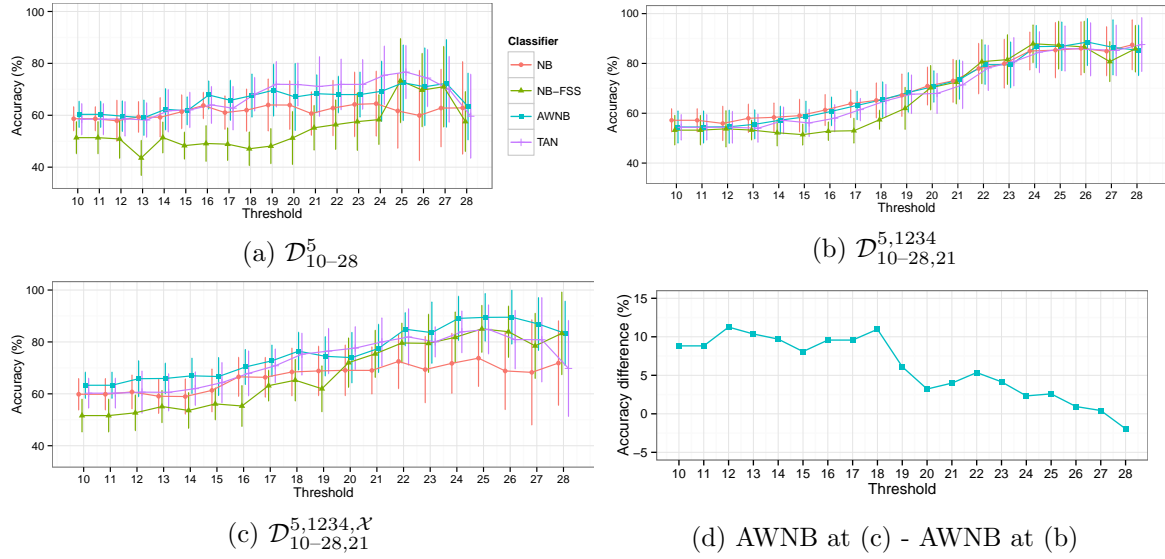 100
80
60
40
Accuracy (%)
10 11 12 13 14 15 16 17 18 19 20 21 22 23 24 25 26 27 28
Threshold
Classifier
NB
NB−FSS
AWNB
TAN
(a) 𝒟⁵₁₀₋₂₈
100
80
60
40
Accuracy (%)
10 11 12 13 14 15 16 17 18 19 20 21 22 23 24 25 26 27 28
Threshold
(b) 𝒟^{5,1234}_{10–28,21}
100
80
60
40
Accuracy (%)
10 11 12 13 14 15 16 17 18 19 20 21 22 23 24 25 26 27 28
Threshold
(c) 𝒟^{5,1234,𝒳}_{10–28,21}
15
10
5
0
−5
Accuracy difference (%)
10 11 12 13 14 15 16 17 18 19 20 21 22 23 24 25 26 27 28
Threshold
(d) AWNB at (c) - AWNB at (b)